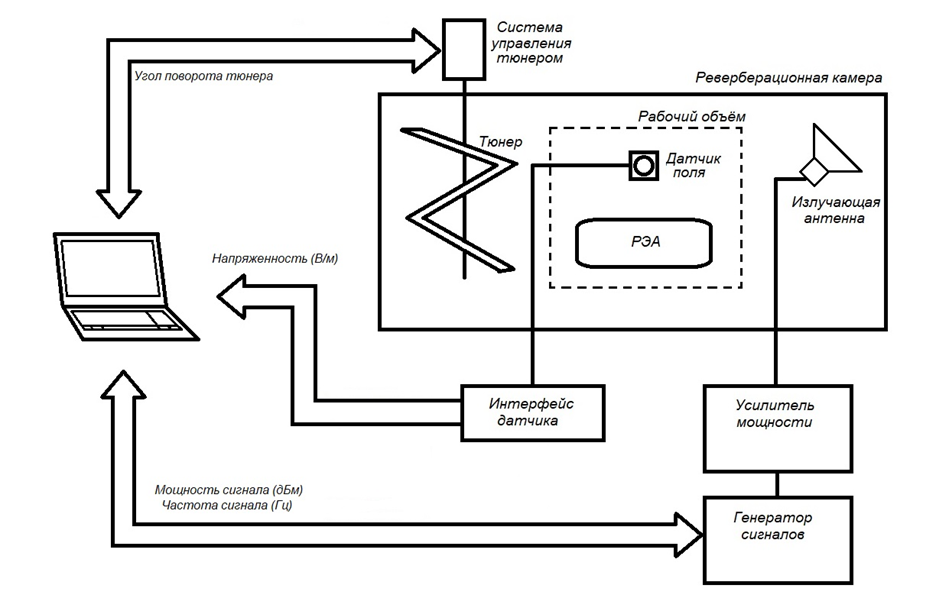 Система
управления
тюнером
Угол поворота тюнера
Реверберационная камера
Рабочий объём
Тюнер
Датчик
поля
Излучающая
антенна
РЭА
Напряженность (В/м)
Интерфейс
датчика
Усилитель
мощности
Мощность сигнала (дБм)
Частота сигнала (Гц)
Генератор
сигналов